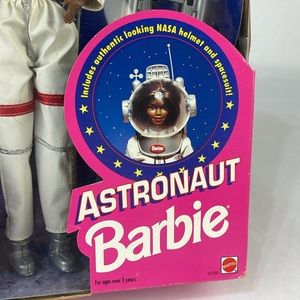 Includes authentic looking NASA helmet and spacesuit!
Barbie
ASTRONAUT
Barbie
For ages over 3 years.
MATTEL